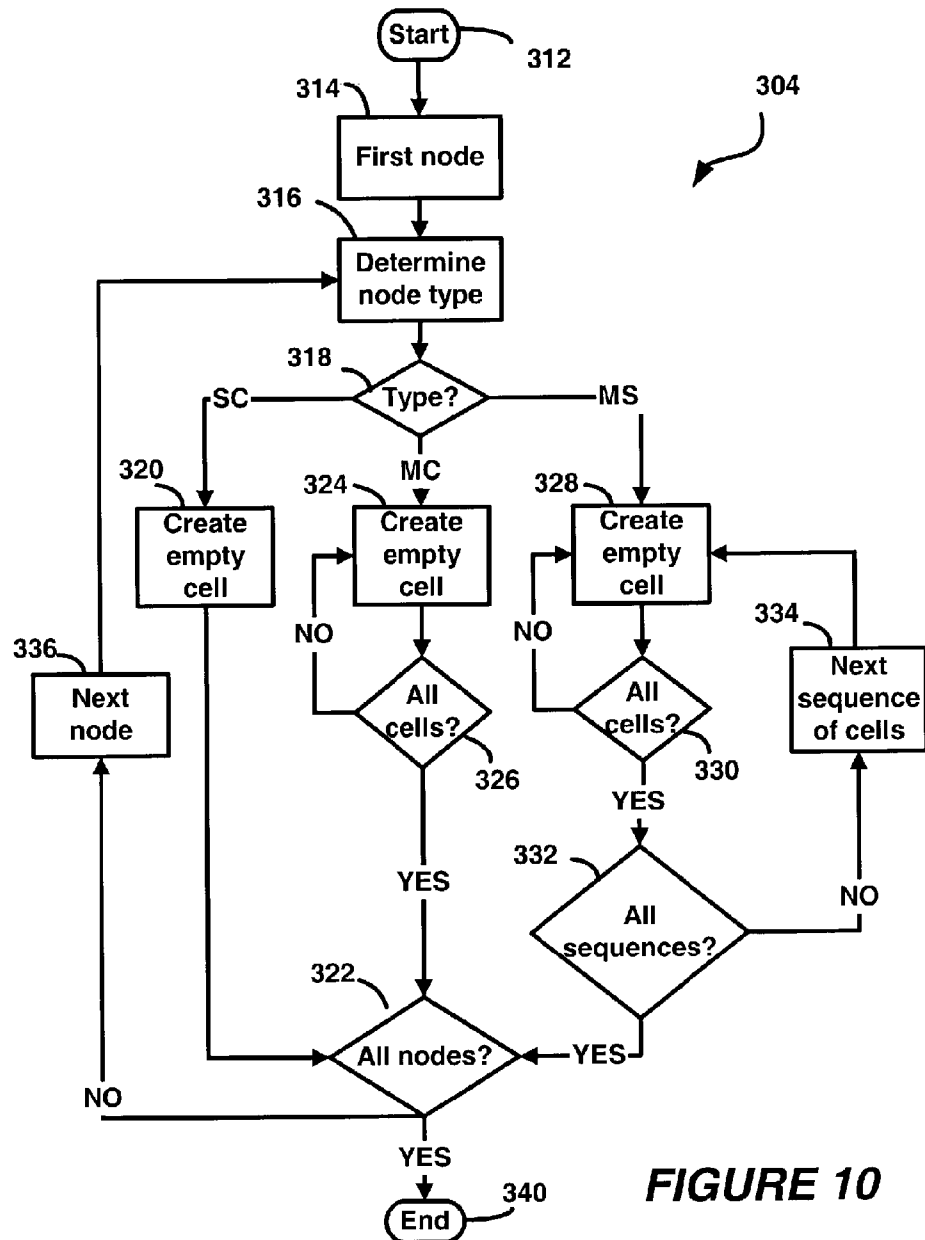 Start
312
314
304
First node
316
Determine
node type
318
Type?
SC
MS
MC
320
324
328
Create
empty
cell
Create
empty
cell
Create
empty
cell
NO
NO
334
336
Next
node
All
cells?
326
All
cells?
330
Next
sequence
of cells
YES
332
YES
NO
All
sequences?
322
All nodes?
YES
NO
YES
End
340
FIGURE 10